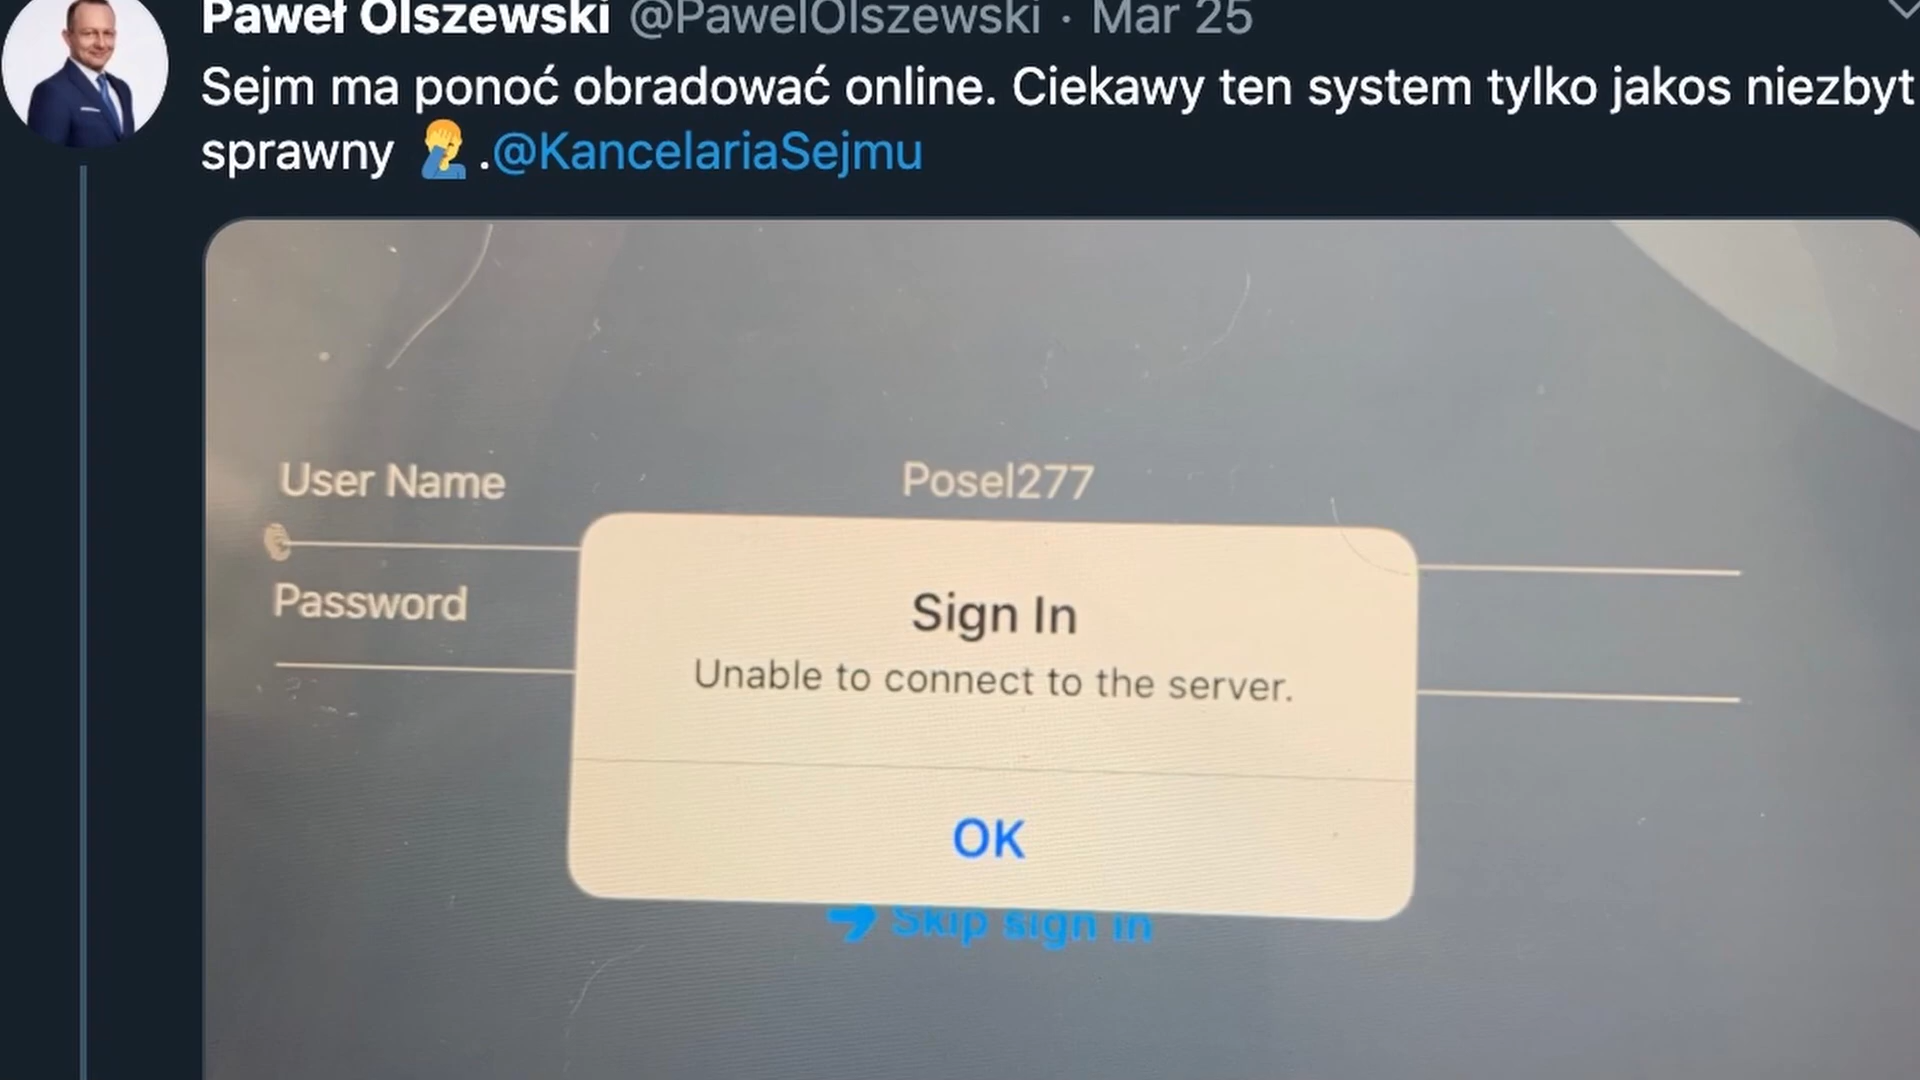 Paweł Olszewski @PawelOlszewski · Mar 25
Sejm ma ponoć obradować online. Ciekawy ten system tylko jakos niezbyt
sprawny 🤦‍♂️ .@KancelariaSejmu
User Name Posel277
Password
Sign In
Unable to connect to the server.
OK
Skip sign in